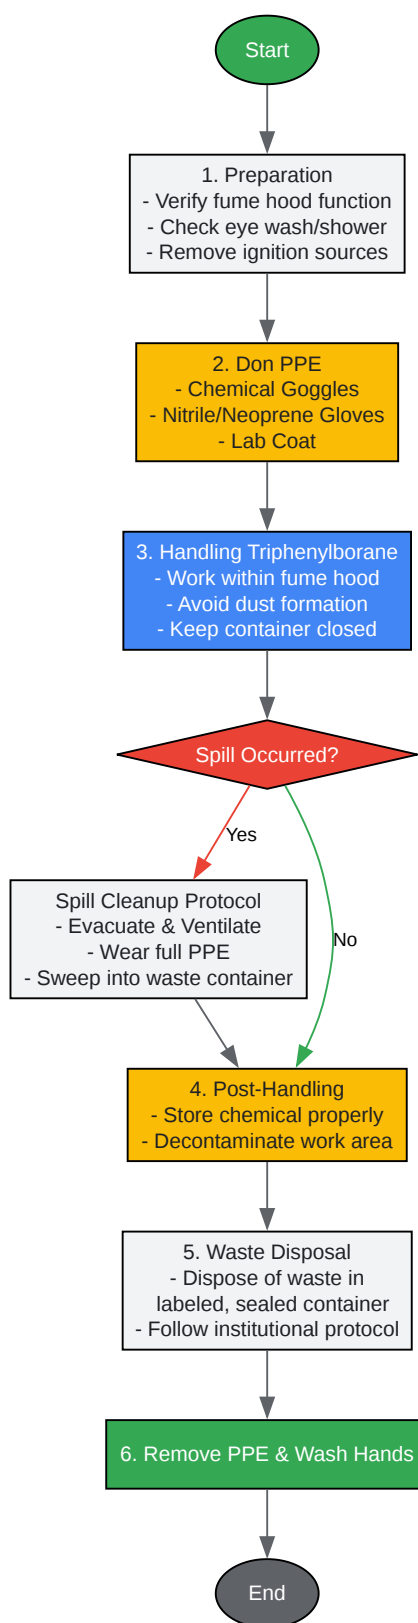 Start
1. Preparation
- Verify fume hood function
- Check eye wash/shower
- Remove ignition sources
2. Don PPE
- Chemical Goggles
- Nitrile/Neoprene Gloves
- Lab Coat
3. Handling Triphenylborane
- Work within fume hood
- Avoid dust formation
- Keep container closed
Spill Occurred?
Yes
Spill Cleanup Protocol
- Evacuate & Ventilate
- Wear full PPE
- Sweep into waste container
No
4. Post-Handling
- Store chemical properly
- Decontaminate work area
5. Waste Disposal
- Dispose of waste in
labeled, sealed container
- Follow institutional protocol
6. Remove PPE & Wash Hands
End